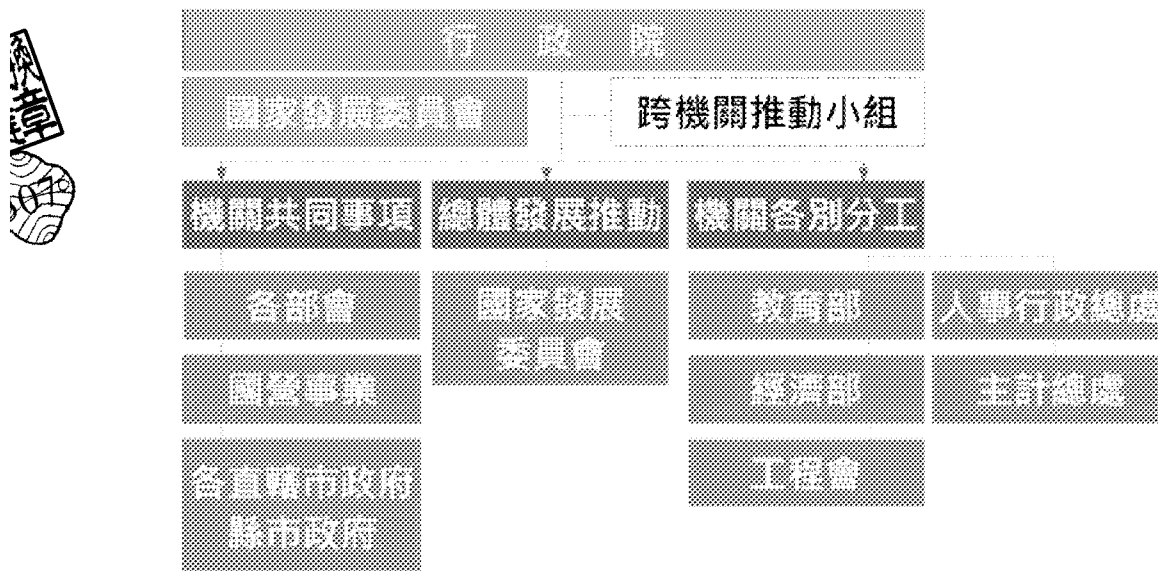 行政院
國家發展委員會
跨機關推動小組
機關共同事項
總體發展推動
機關各別分工
各部會
國營事業
各直轄市政府
縣市政府
國家發展
委員會
教育部
經濟部
工程會
人事行政總處
主計總處
章
07